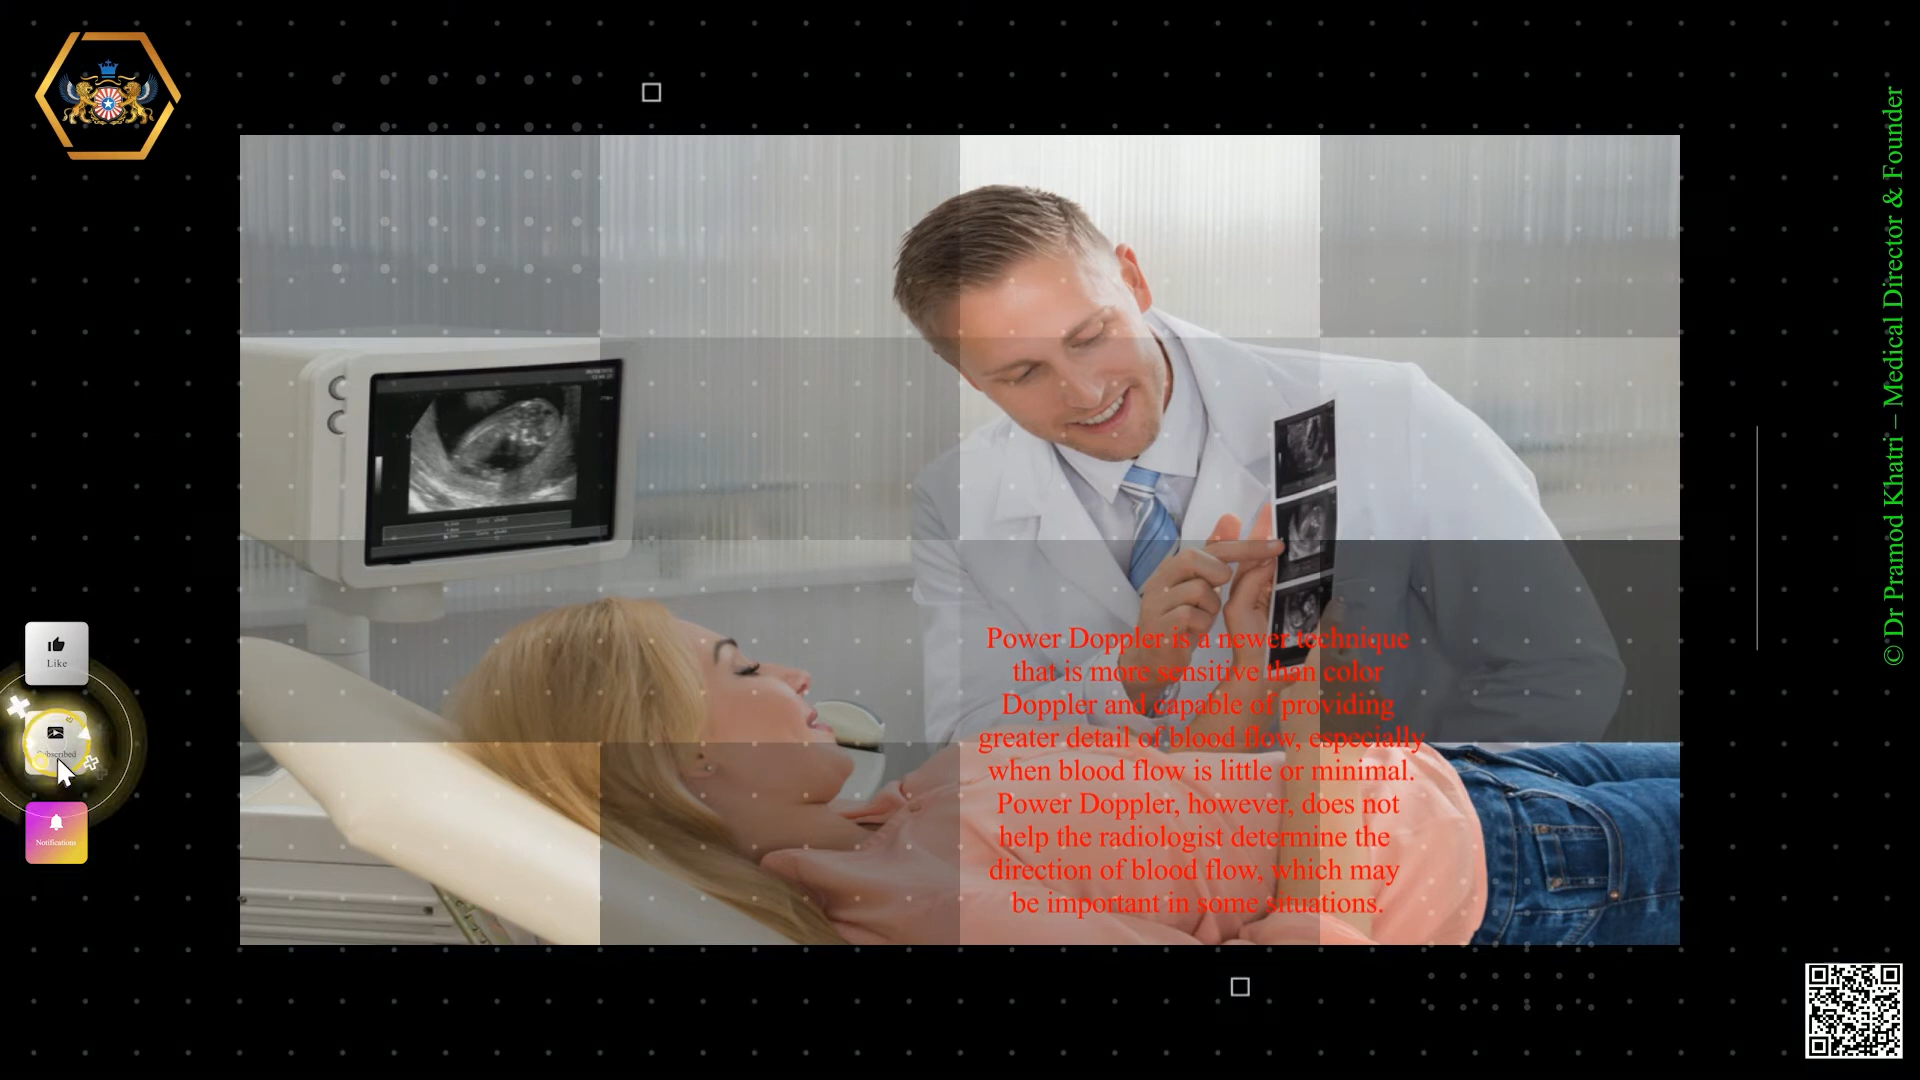 Power Doppler is a newer technique
that is more sensitive than color
Doppler and capable of providing
greater detail of blood flow, especially
when blood flow is little or minimal.
Power Doppler, however, does not
help the radiologist determine the
direction of blood flow, which may
be important in some situations.
© Dr Pramod Khatri – Medical Director & Founder
Like
Notifications